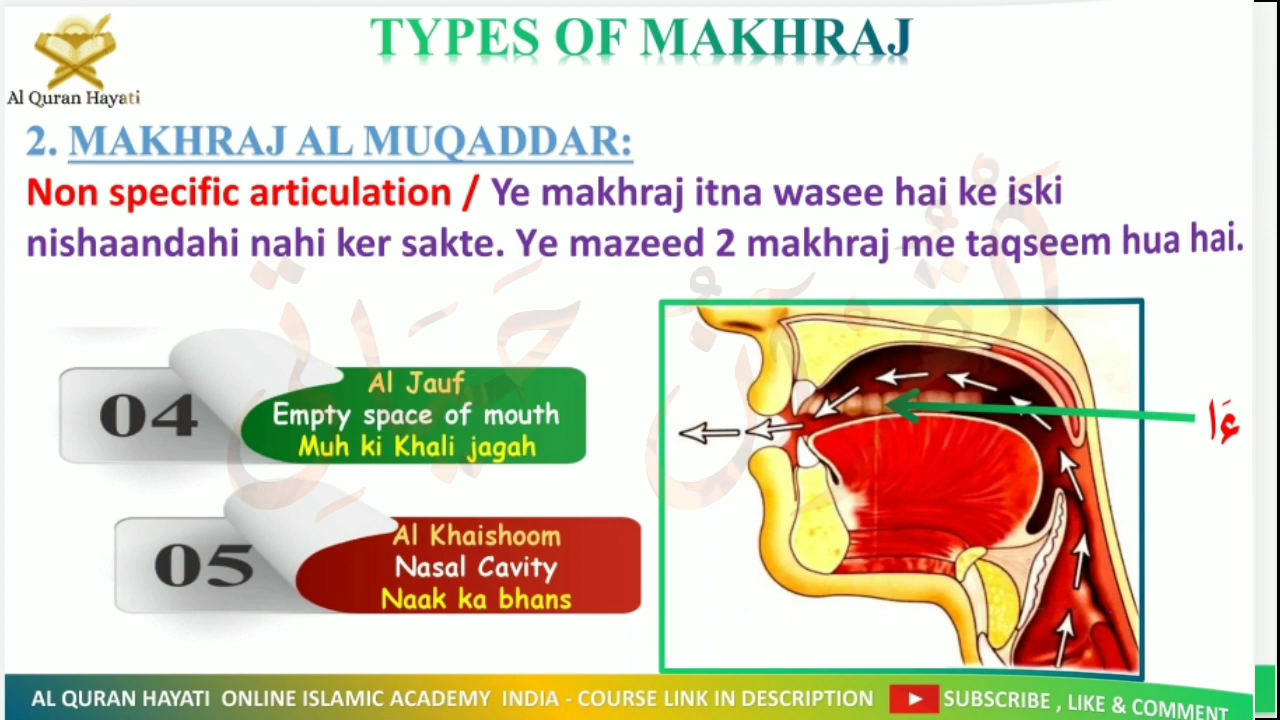 TYPES OF MAKHRAJ
Al Quran Hayati
2. MAKHRAJ AL MUQADDAR:
Non specific articulation / Ye makhraj itna wasee hai ke iski
nishaandahi nahi ker sakte. Ye mazeed 2 makhraj me taqseem hua hai.
04
Al Jauf
Empty space of mouth
Muh ki Khali jagah
ءَا
05
Al Khaishoom
Nasal Cavity
Naak ka bhans
القرآن حياتي
AL QURAN HAYATI ONLINE ISLAMIC ACADEMY INDIA - COURSE LINK IN DESCRIPTION
SUBSCRIBE , LIKE & COMMENT